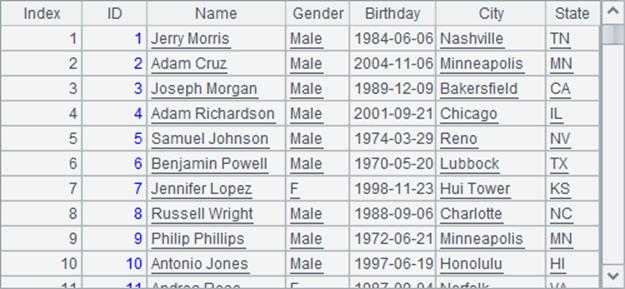 Index ID Name Gender Birthday City State
1 1 Jerry Morris Male 1984-06-06 Nashville TN
2 2 Adam Cruz Male 2004-11-06 Minneapolis MN
3 3 Joseph Morgan Male 1989-12-09 Bakersfield CA
4 4 Adam Richardson Male 2001-09-21 Chicago IL
5 5 Samuel Johnson Male 1974-03-29 Reno NV
6 6 Benjamin Powell Male 1970-05-20 Lubbock TX
7 7 Jennifer Lopez F 1998-11-23 Hui Tower KS
8 8 Russell Wright Male 1988-09-06 Charlotte NC
9 9 Philip Phillips Male 1972-06-21 Minneapolis MN
10 10 Antonio Jones Male 1997-06-19 Honolulu HI
11 11 Andrea F Norfolk VA